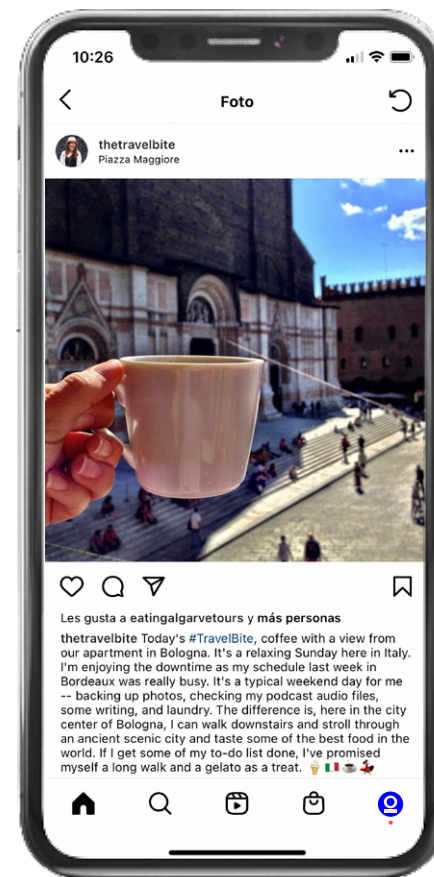 10:26
Foto
thetravelbite
Piazza Maggiore
Les gusta a eatingalgarvetours y más personas
thetravelbite Today's #TravelBite, coffee with a view from
our apartment in Bologna. It's a relaxing Sunday here in Italy.
I'm enjoying the downtime as my schedule last week in
Bordeaux was really busy. It's a typical weekend day for me
-- backing up photos, checking my podcast audio files,
some writing, and laundry. The difference is, here in the city
center of Bologna, I can walk downstairs and stroll through
an ancient scenic city and taste some of the best food in the
world. If I get some of my to-do list done, I've promised
myself a long walk and a gelato as a treat. 🍦🇮🇹☕💃